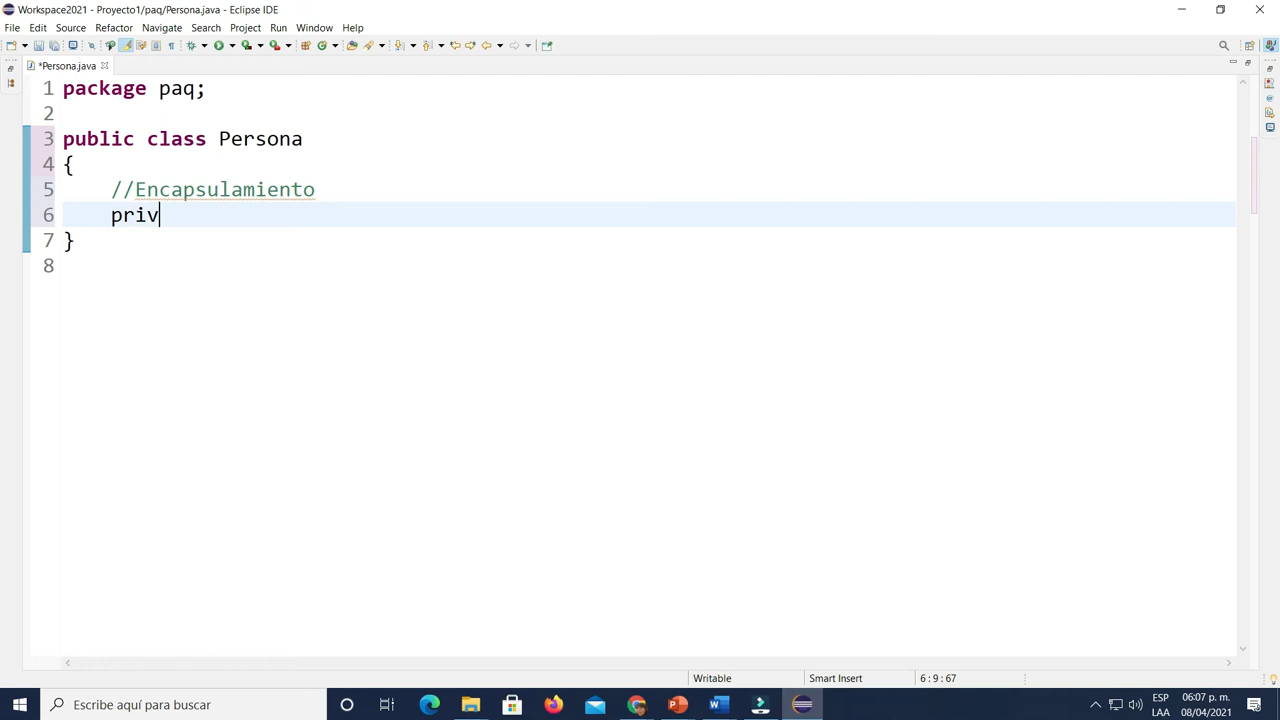 Workspace2021 - Proyecto1/paq/Persona.java - Eclipse IDE
File Edit Source Refactor Navigate Search Project Run Window Help
*Persona.java
1 package paq;
2
3 public class Persona
4 {
5 //Encapsulamiento
6 priv
7 }
8
Writable Smart Insert 6 : 9 : 67
Escribe aquí para buscar
ESP 06:07 p. m.
LAA 08/04/2021